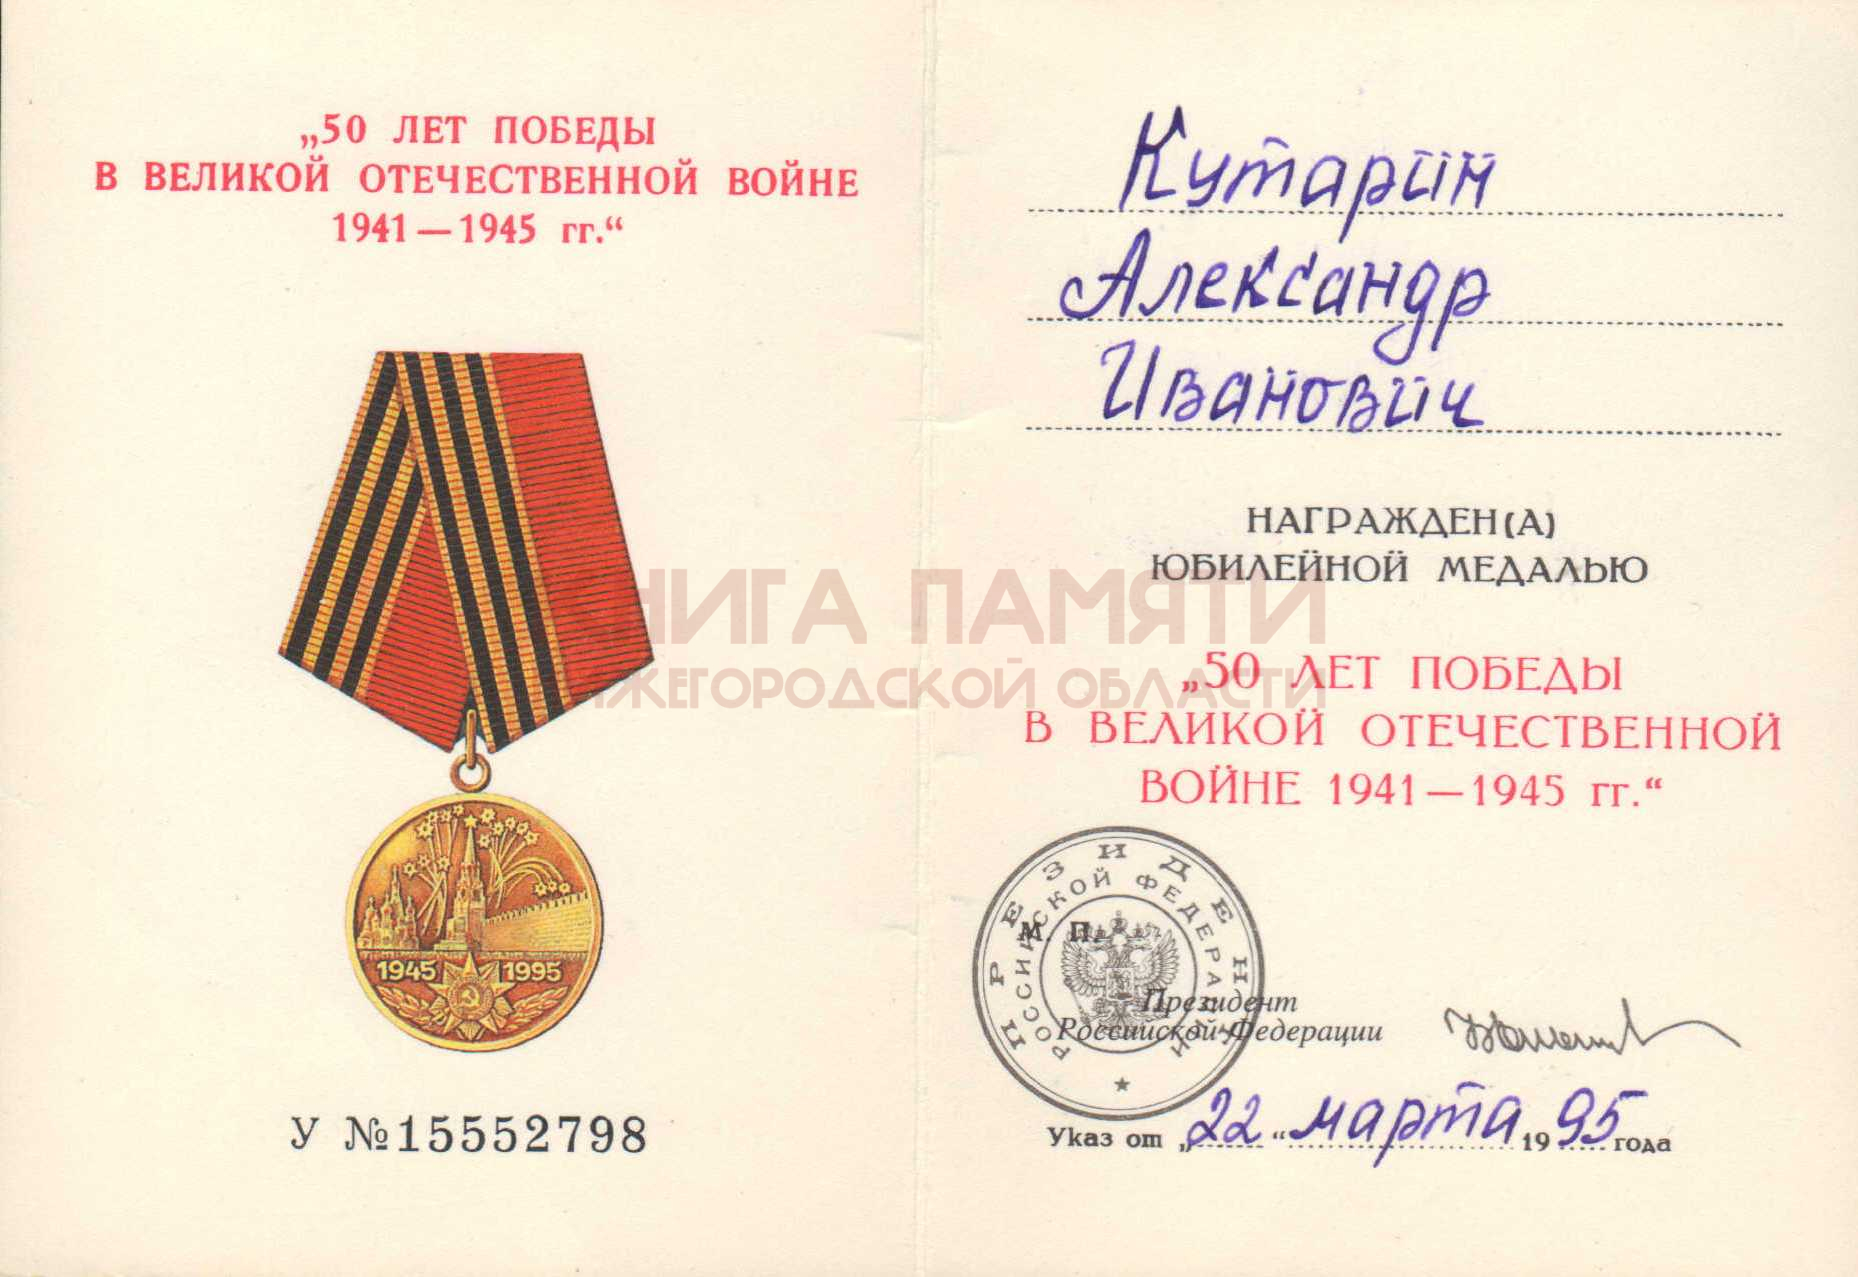 „50 ЛЕТ ПОБЕДЫ
В ВЕЛИКОЙ ОТЕЧЕСТВЕННОЙ ВОЙНЕ
1941—1945 гг.“
1945 1995
У №15552798
Кутарин
Александр
Иванович
НАГРАЖДЕН(А)
ЮБИЛЕЙНОЙ МЕДАЛЬЮ
„50 ЛЕТ ПОБЕДЫ
В ВЕЛИКОЙ ОТЕЧЕСТВЕННОЙ
ВОЙНЕ 1941—1945 гг.“
ПРЕЗИДЕНТ
РОССИЙСКОЙ ФЕДЕРАЦИИ
М. П.
Президент
Российской Федерации
Указ от „22“ марта 1995 года
КНИГА ПАМЯТИ
НИЖЕГОРОДСКОЙ ОБЛАСТИ